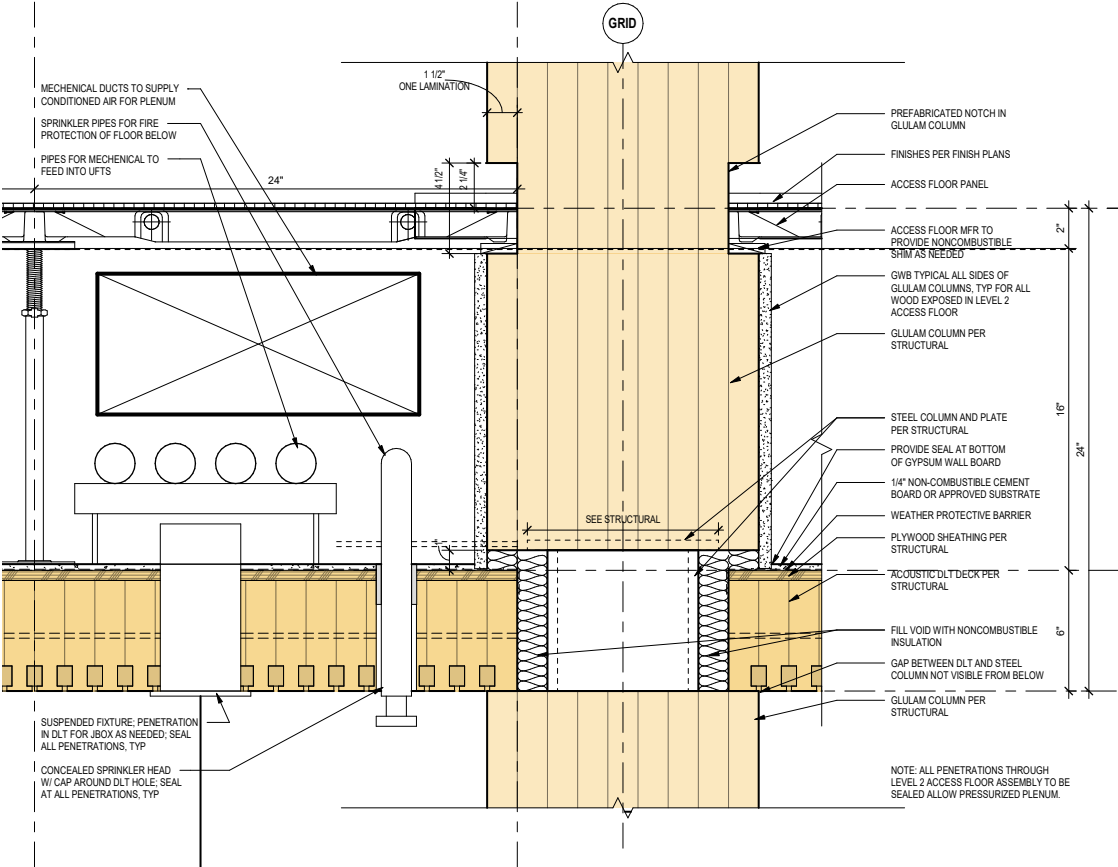 GRID
MECHENICAL DUCTS TO SUPPLY
CONDITIONED AIR FOR PLENUM
SPRINKLER PIPES FOR FIRE
PROTECTION OF FLOOR BELOW
PIPES FOR MECHENICAL TO
FEED INTO UFTS
1 1/2"
ONE LAMINATION
24"
4 1/2"
2 1/4"
PREFABRICATED NOTCH IN
GLULAM COLUMN
FINISHES PER FINISH PLANS
ACCESS FLOOR PANEL
ACCESS FLOOR MFR TO
PROVIDE NONCOMBUSTIBLE
SHIM AS NEEDED
GWB TYPICAL ALL SIDES OF
GLULAM COLUMNS, TYP FOR ALL
WOOD EXPOSED IN LEVEL 2
ACCESS FLOOR
GLULAM COLUMN PER
STRUCTURAL
STEEL COLUMN AND PLATE
PER STRUCTURAL
PROVIDE SEAL AT BOTTOM
OF GYPSUM WALL BOARD
1/4" NON-COMBUSTIBLE CEMENT
BOARD OR APPROVED SUBSTRATE
WEATHER PROTECTIVE BARRIER
PLYWOOD SHEATHING PER
STRUCTURAL
ACOUSTIC DLT DECK PER
STRUCTURAL
FILL VOID WITH NONCOMBUSTIBLE
INSULATION
GAP BETWEEN DLT AND STEEL
COLUMN NOT VISIBLE FROM BELOW
GLULAM COLUMN PER
STRUCTURAL
2"
16"
24"
6"
SEE STRUCTURAL
SUSPENDED FIXTURE; PENETRATION
IN DLT FOR JBOX AS NEEDED; SEAL
ALL PENETRATIONS, TYP
CONCEALED SPRINKLER HEAD
W/ CAP AROUND DLT HOLE; SEAL
AT ALL PENETRATIONS, TYP
NOTE: ALL PENETRATIONS THROUGH
LEVEL 2 ACCESS FLOOR ASSEMBLY TO BE
SEALED ALLOW PRESSURIZED PLENUM.